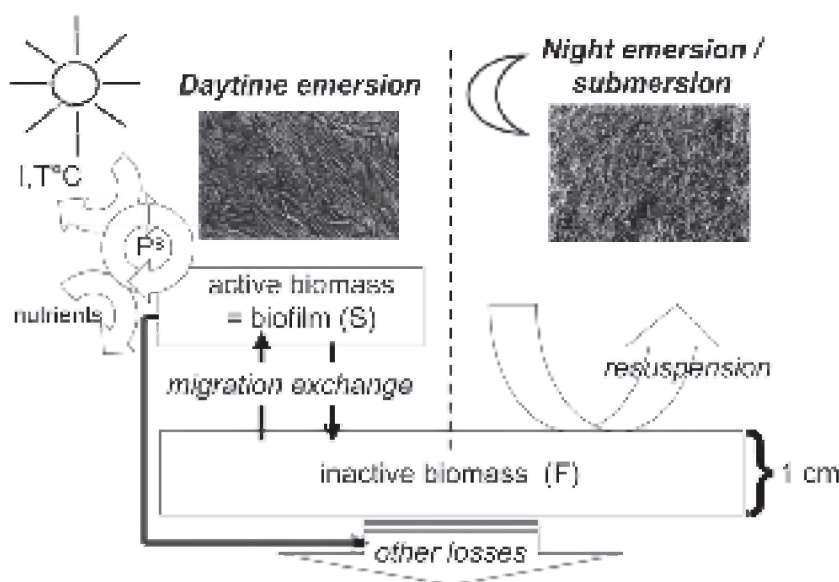 Daytime emersion
Night emersion /
submersion
I,T°C
nutrients
active biomass
= biofilm (S)
migration exchange
resuspension
inactive biomass (F)
1 cm
other losses